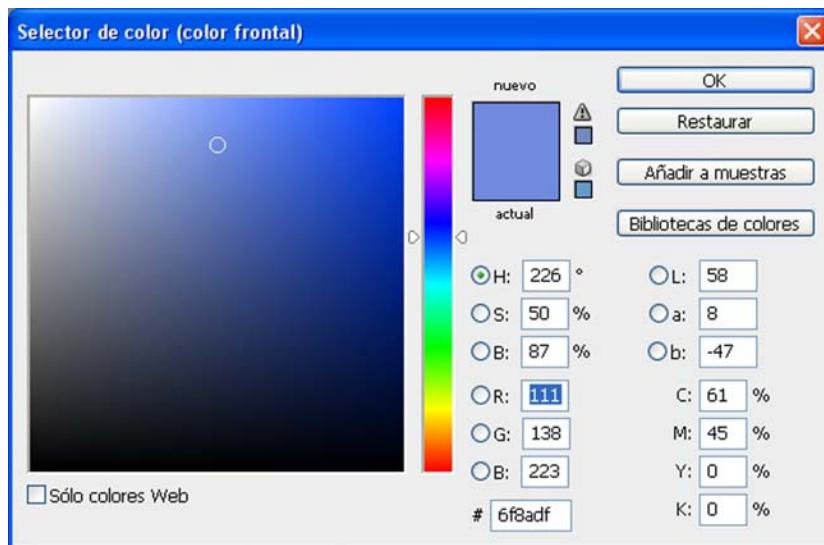 Selector de color (color frontal)
nuevo
actual
OK
Restaurar
Añadir a muestras
Bibliotecas de colores
H: 226 °
S: 50 %
B: 87 %
R: 111
G: 138
B: 223
# 6f8adf
L: 58
a: 8
b: -47
C: 61 %
M: 45 %
Y: 0 %
K: 0 %
Sólo colores Web